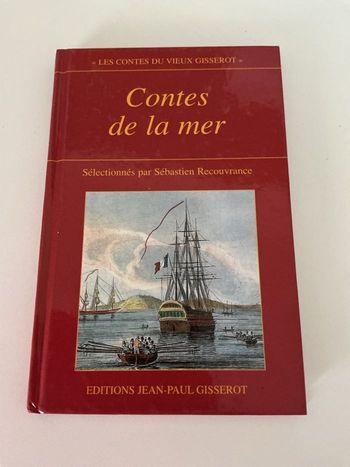 « LES CONTES DU VIEUX GISSEROT »
Contes
de la mer
Sélectionnés par Sébastien Recouvrance
EDITIONS JEAN-PAUL GISSEROT